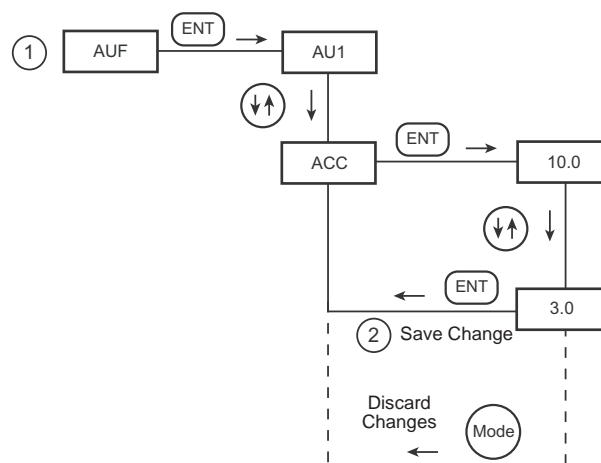 ENT
1
AUF
AU1
ENT
ACC
10.0
ENT
3.0
2
Save Change
Discard
Changes
Mode